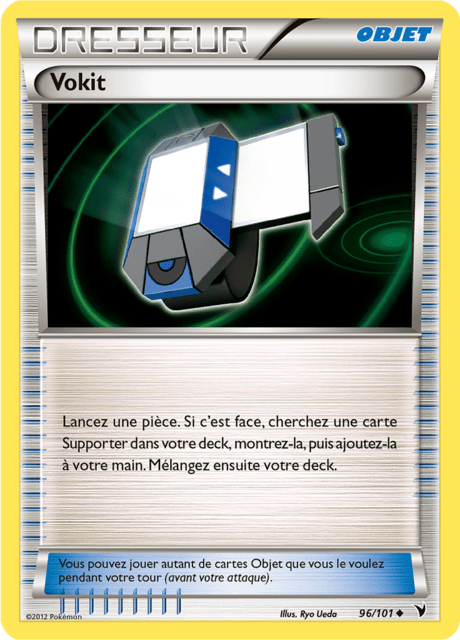 DRESSEUR
OBJET
Vokit
Lancez une pièce. Si c'est face, cherchez une carte
Supporter dans votre deck, montrez-la, puis ajoutez-la
à votre main. Mélangez ensuite votre deck.
Vous pouvez jouer autant de cartes Objet que vous le voulez
pendant votre tour (avant votre attaque).
©2012 Pokémon
Illus. Ryo Ueda
96/101